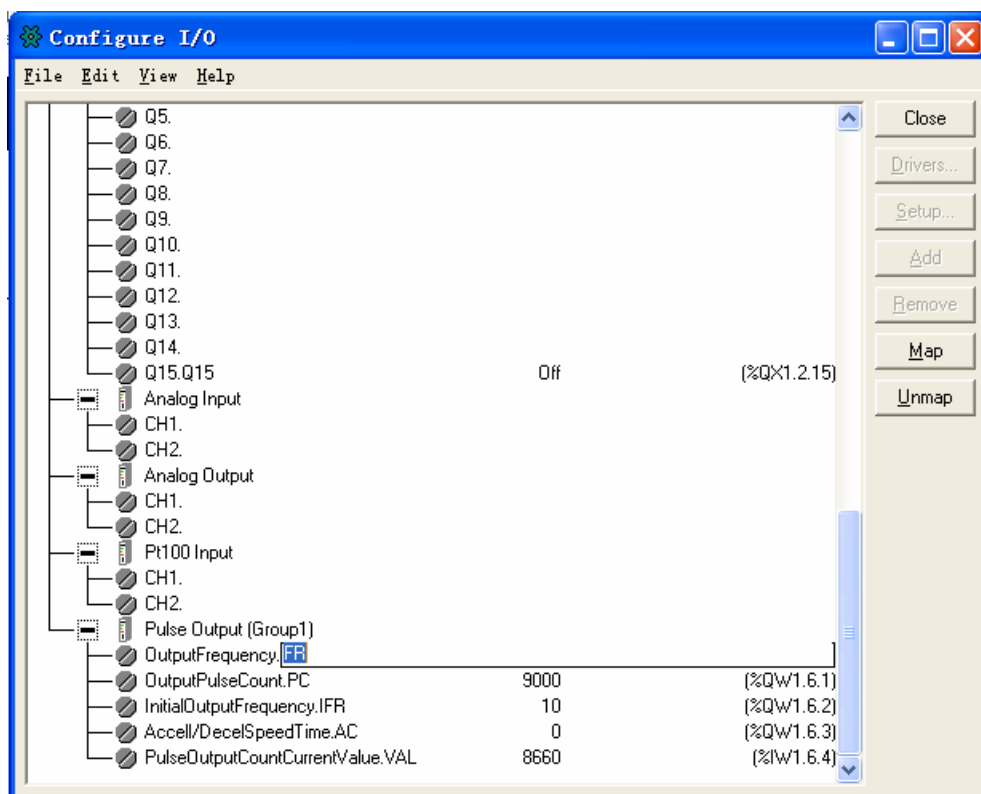 Configure I/O
File Edit View Help
Q5.
Q6.
Q7.
Q8.
Q9.
Q10.
Q11.
Q12.
Q13.
Q14.
Q15.Q15 Off (%QX1.2.15)
Analog Input
CH1.
CH2.
Analog Output
CH1.
CH2.
Pt100 Input
CH1.
CH2.
Pulse Output (Group1)
OutputFrequency.FR
OutputPulseCount.PC 9000 (%QW1.6.1)
InitialOutputFrequency.IFR 10 (%QW1.6.2)
Accell/DecelSpeedTime.AC 0 (%QW1.6.3)
PulseOutputCountCurrentValue.VAL 8660 (%IW1.6.4)
Close
Drivers...
Setup...
Add
Remove
Map
Unmap